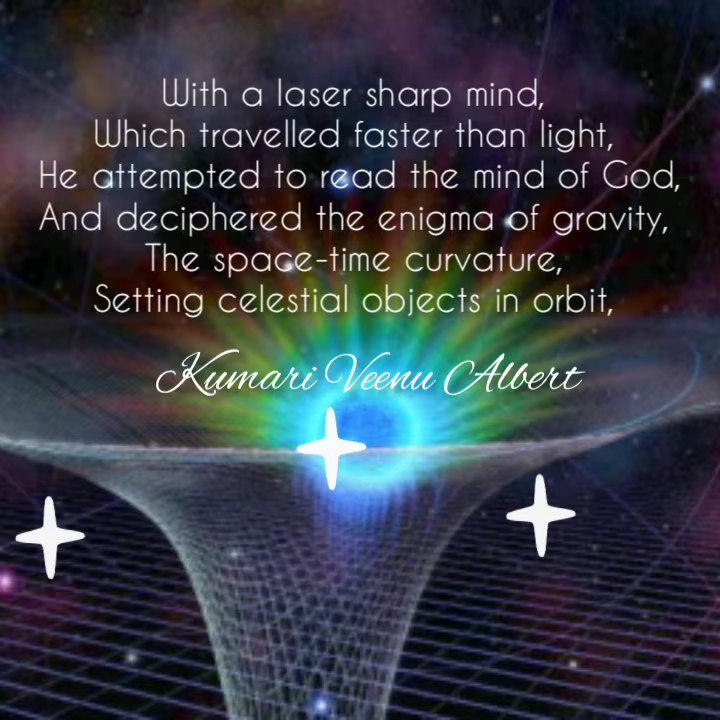 With a laser sharp mind,
Which travelled faster than light,
He attempted to read the mind of God,
And deciphered the enigma of gravity,
The space-time curvature,
Setting celestial objects in orbit,
Kumari Veenu Albert